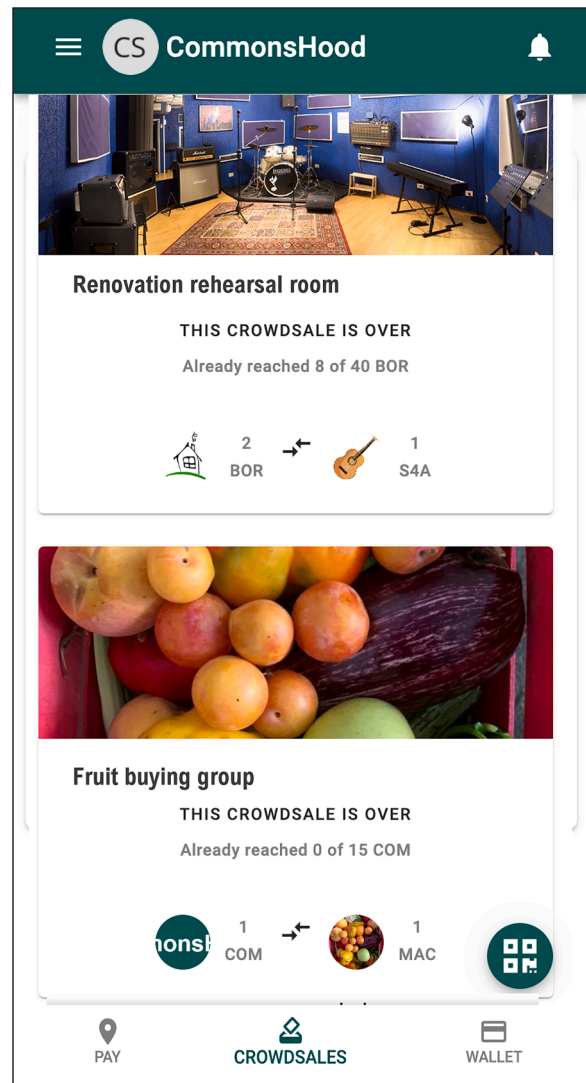 CS CommonsHood
Renovation rehearsal room
THIS CROWDSALE IS OVER
Already reached 8 of 40 BOR
2
BOR
1
S4A
Fruit buying group
THIS CROWDSALE IS OVER
Already reached 0 of 15 COM
1
COM
1
MAC
PAY
CROWDSALES
WALLET